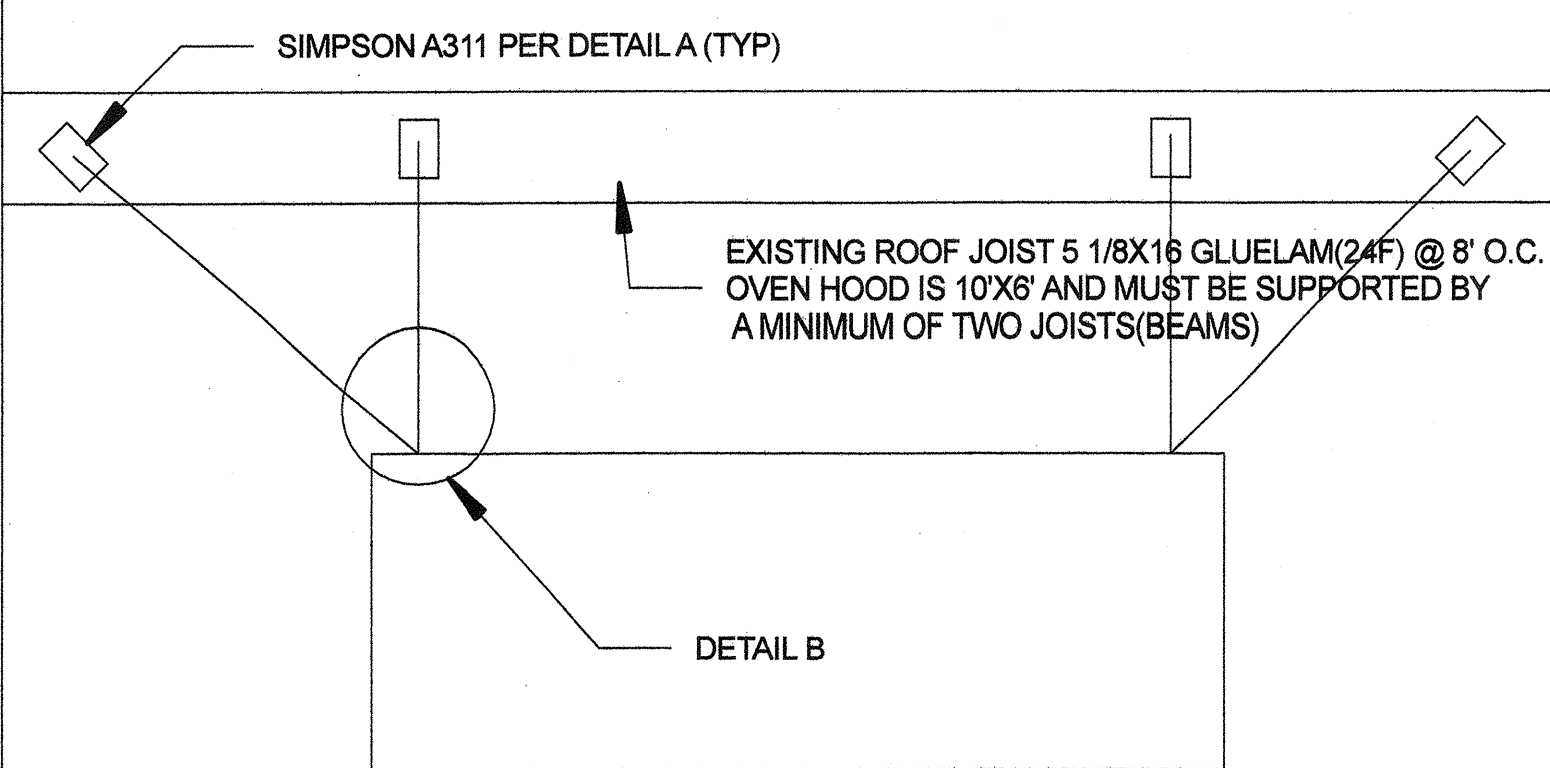 SIMPSON A311 PER DETAIL A (TYP)
EXISTING ROOF JOIST 5 1/8X16 GLUELAM(24F) @ 8' O.C.
OVEN HOOD IS 10'X6' AND MUST BE SUPPORTED BY
A MINIMUM OF TWO JOISTS(BEAMS)
DETAIL B